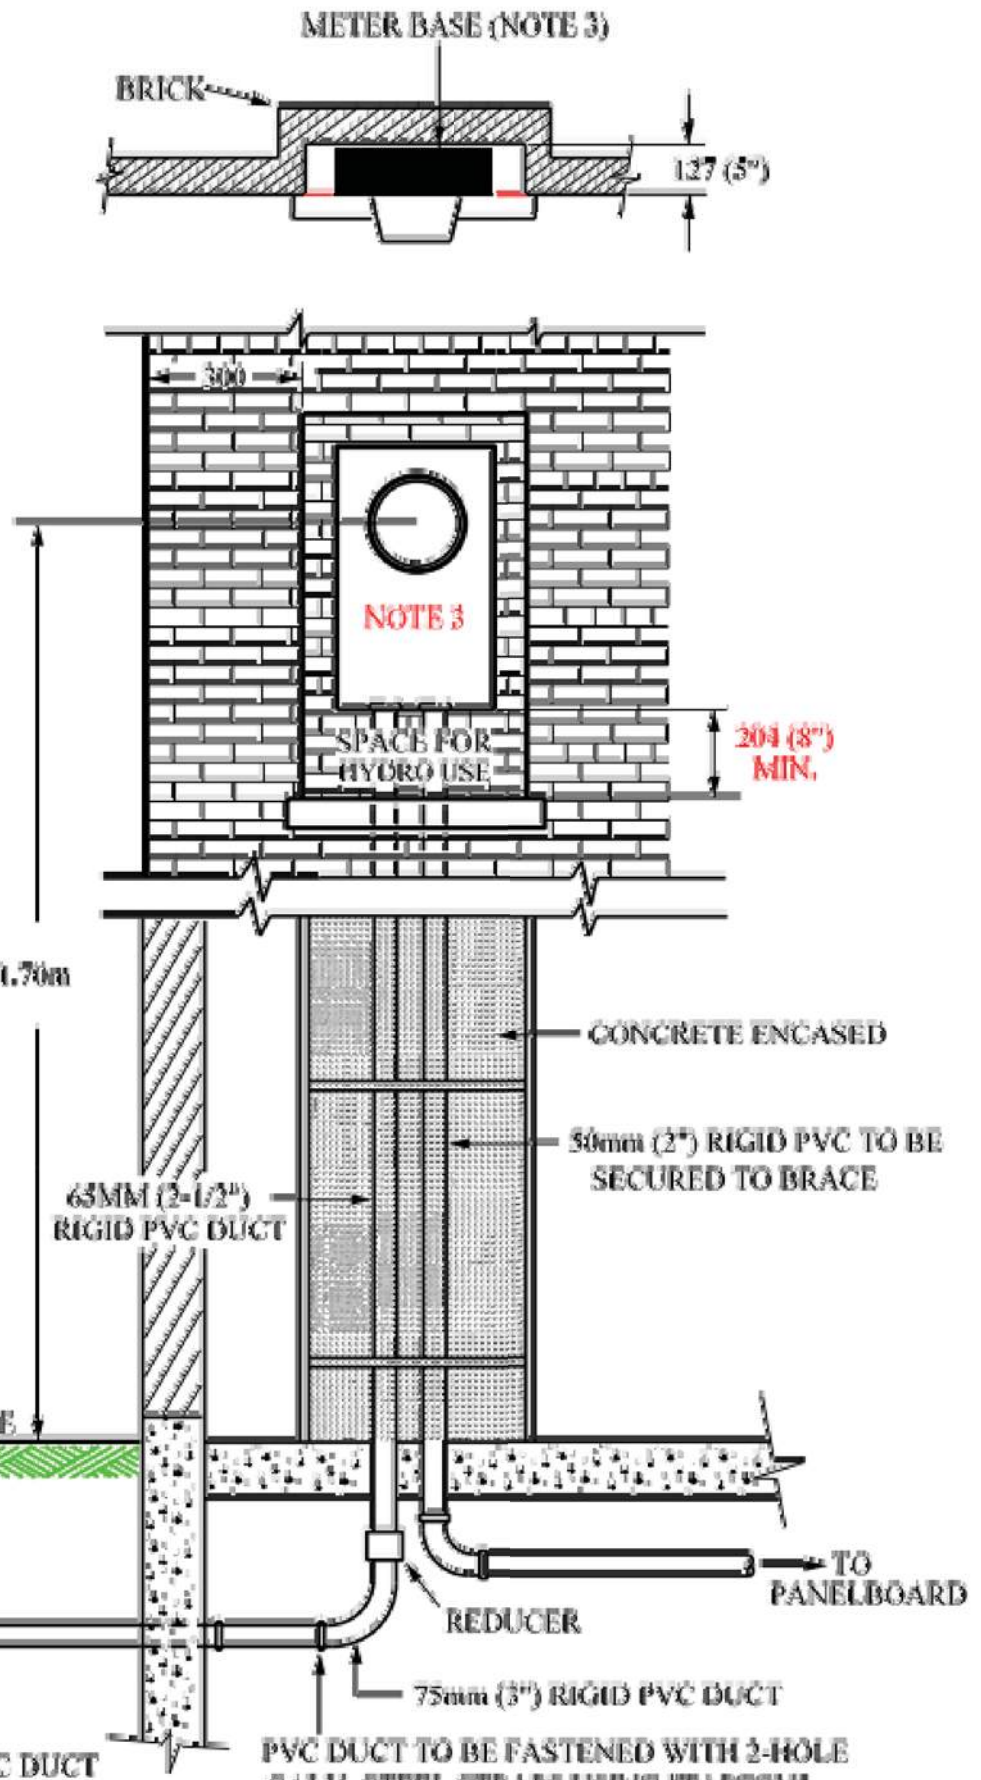 METER BASE (NOTE 3)
BRICK
127 (5")
300
NOTE 3
SPACE FOR
HYDRO USE
204 (8")
MIN.
1.70m
CONCRETE ENCASED
50mm (2") RIGID PVC TO BE
SECURED TO BRACE
65MM (2-1/2")
RIGID PVC DUCT
E
TO
PANELBOARD
REDUCER
75mm (3") RIGID PVC DUCT
PVC DUCT TO BE FASTENED WITH 2-HOLE
C DUCT